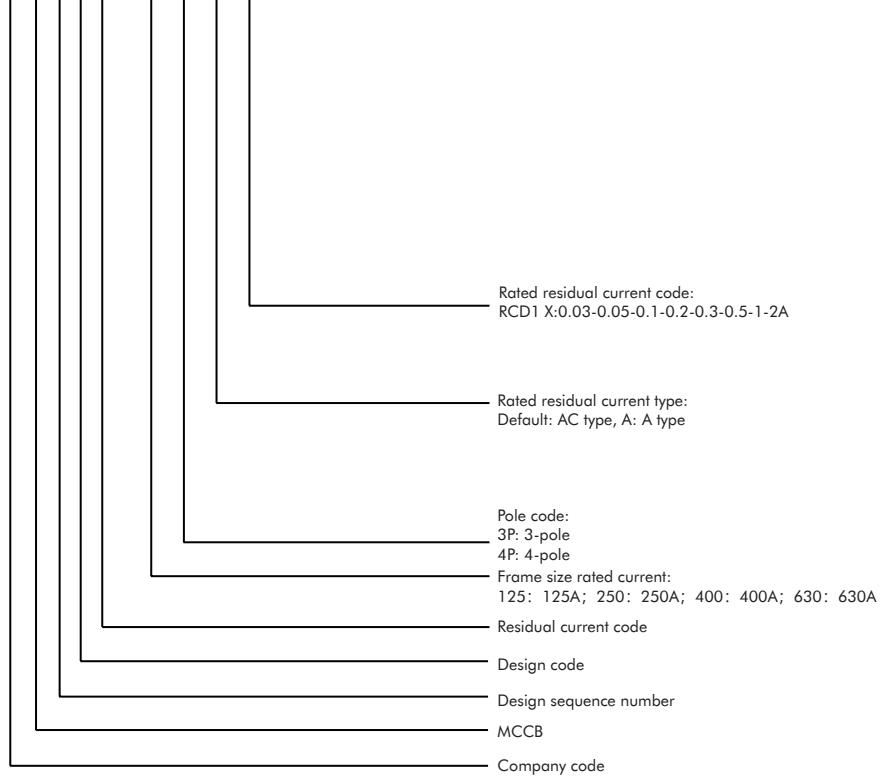 Rated residual current code:
RCD1 X:0.03-0.05-0.1-0.2-0.3-0.5-1-2A
Rated residual current type:
Default: AC type, A: A type
Pole code:
3P: 3-pole
4P: 4-pole
Frame size rated current:
125: 125A; 250: 250A; 400: 400A; 630: 630A
Residual current code
Design code
Design sequence number
MCCB
Company code